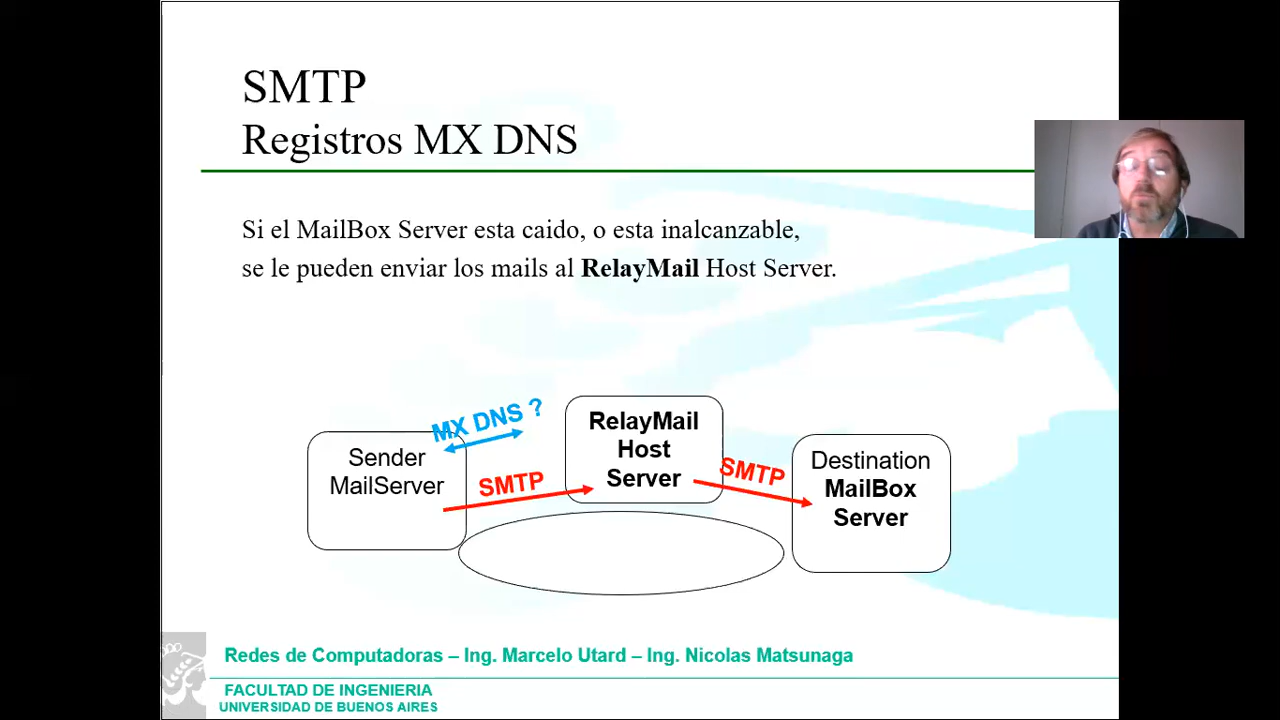 SMTP
Registros MX DNS
Si el MailBox Server esta caido, o esta inalcanzable,
se le pueden enviar los mails al RelayMail Host Server.
MX DNS ?
Sender
MailServer
SMTP
RelayMail
Host
Server
SMTP
Destination
MailBox
Server
Redes de Computadoras – Ing. Marcelo Utard – Ing. Nicolas Matsunaga
FACULTAD DE INGENIERIA
UNIVERSIDAD DE BUENOS AIRES